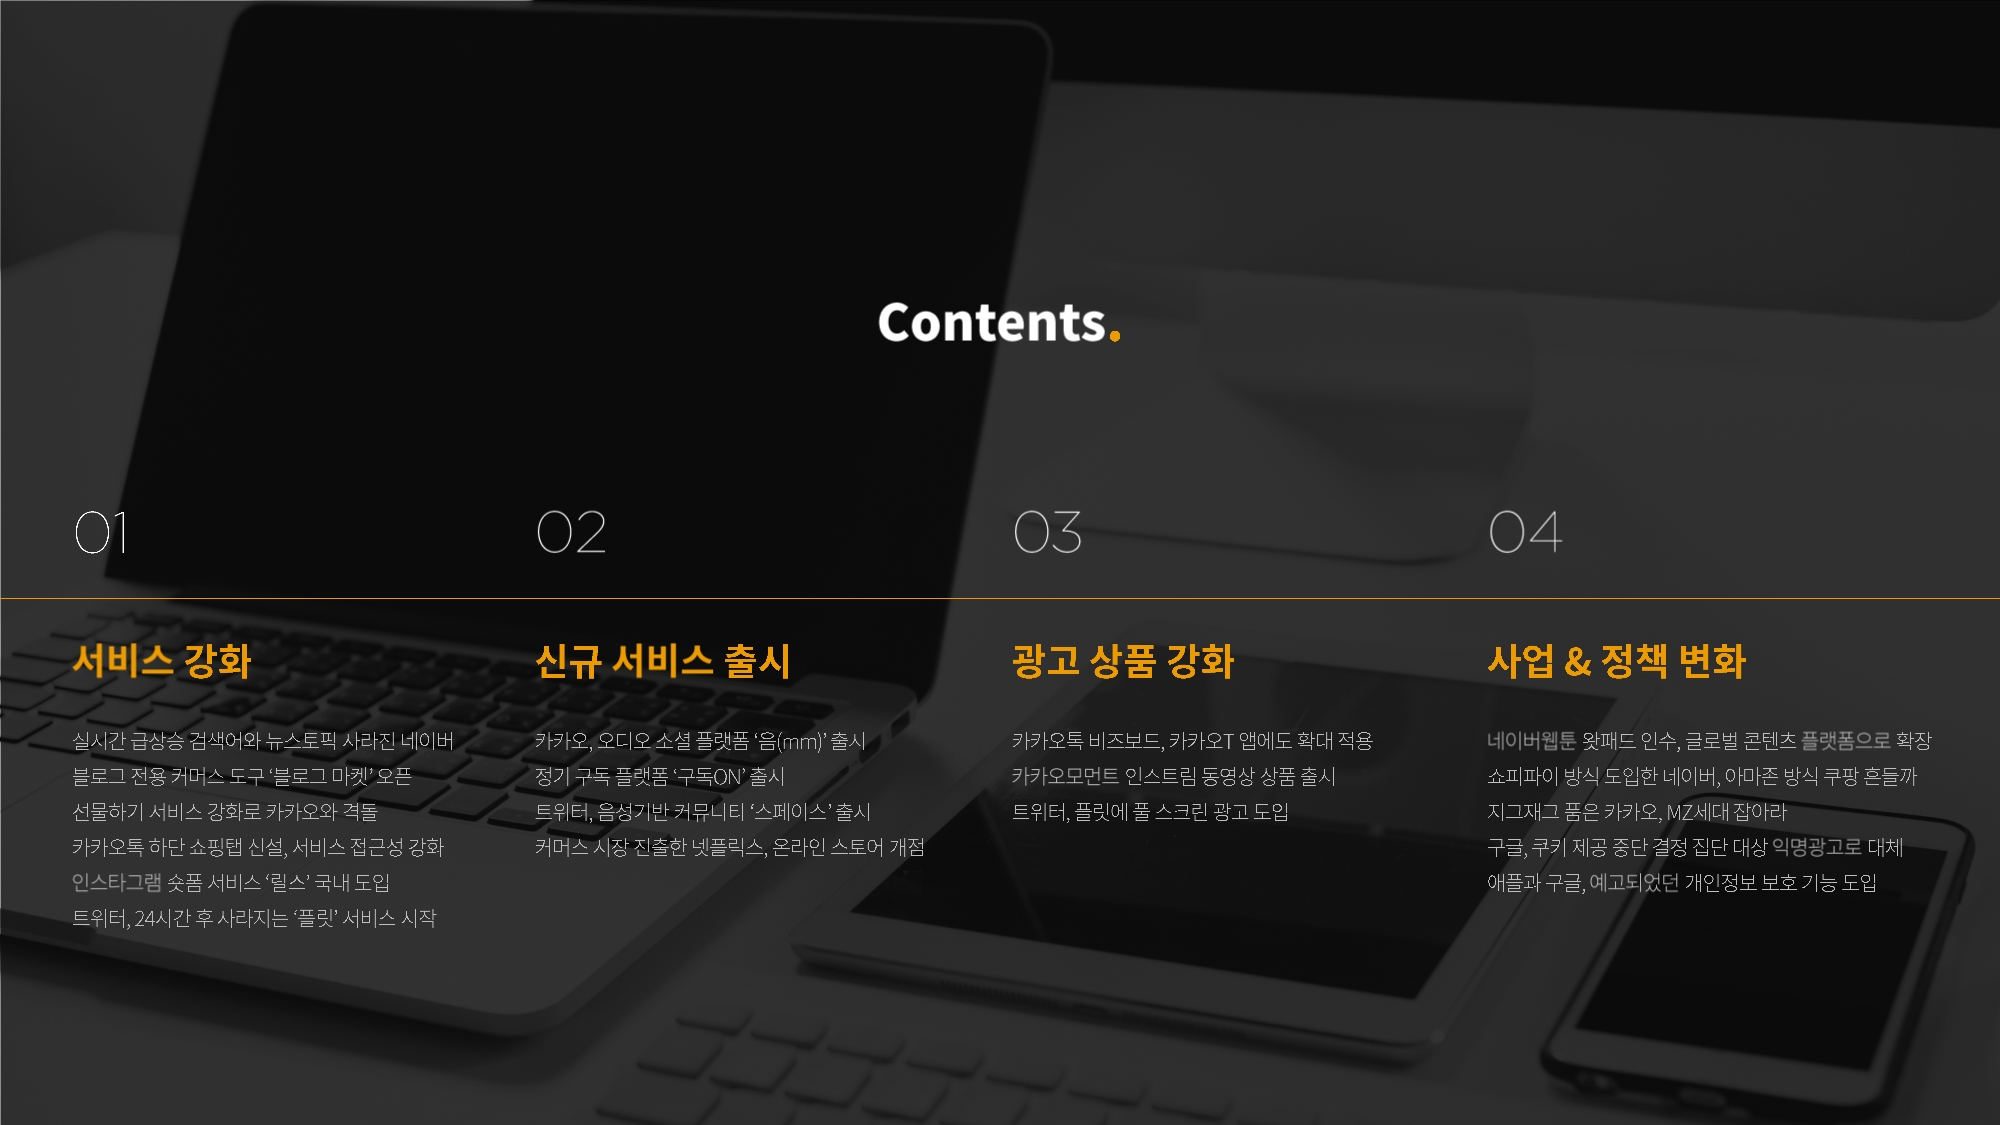 Contents.
01
서비스 강화
실시간 급상승 검색어와 뉴스토픽 사라진 네이버
블로그 전용 커머스 도구 ‘블로그 마켓’ 오픈
선물하기 서비스 강화로 카카오와 격돌
카카오톡 하단 쇼핑탭 신설, 서비스 접근성 강화
인스타그램 숏폼 서비스 ‘릴스’ 국내 도입
트위터, 24시간 후 사라지는 ‘플릿’ 서비스 시작
02
신규 서비스 출시
카카오, 오디오 소셜 플랫폼 ‘음(mm)’ 출시
정기 구독 플랫폼 ‘구독ON’ 출시
트위터, 음성기반 커뮤니티 ‘스페이스’ 출시
커머스 시장 진출한 넷플릭스, 온라인 스토어 개점
03
광고 상품 강화
카카오톡 비즈보드, 카카오T 앱에도 확대 적용
카카오모먼트 인스트림 동영상 상품 출시
트위터, 플릿에 풀 스크린 광고 도입
04
사업 & 정책 변화
네이버웹툰 왓패드 인수, 글로벌 콘텐츠 플랫폼으로 확장
쇼피파이 방식 도입한 네이버, 아마존 방식 쿠팡 흔들까
지그재그 품은 카카오, MZ세대 잡아라
구글, 쿠키 제공 중단 결정 집단 대상 익명광고로 대체
애플과 구글, 예고되었던 개인정보 보호 기능 도입